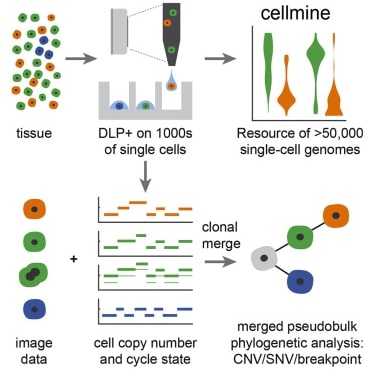 cellmine
tissue
DLP+ on 1000s
of single cells
Resource of >50,000
single-cell genomes
+
clonal
merge
image
data
cell copy number
and cycle state
merged pseudobulk
phylogenetic analysis:
CNV/SNV/breakpoint